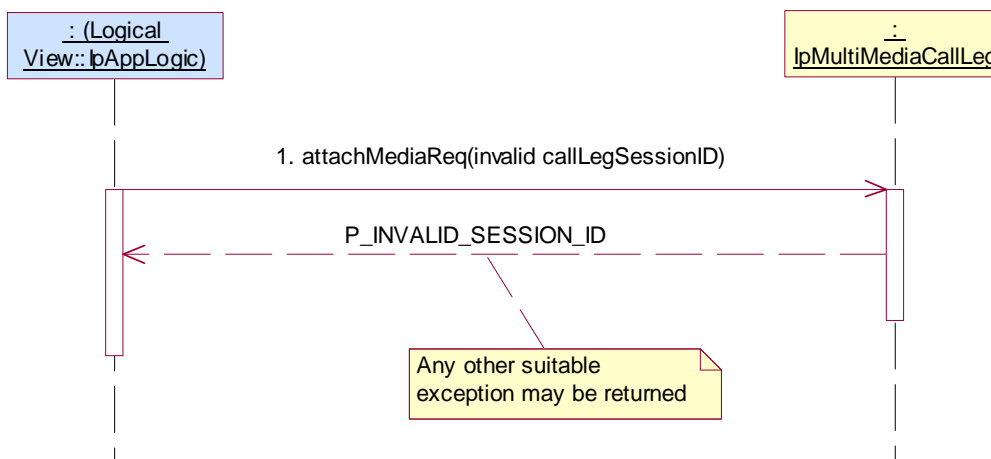 : (Logical
View::IpAppLogic)
:
IpMultiMediaCallLeg
1. attachMediaReq(invalid callLegSessionID)
P_INVALID_SESSION_ID
Any other suitable
exception may be returned